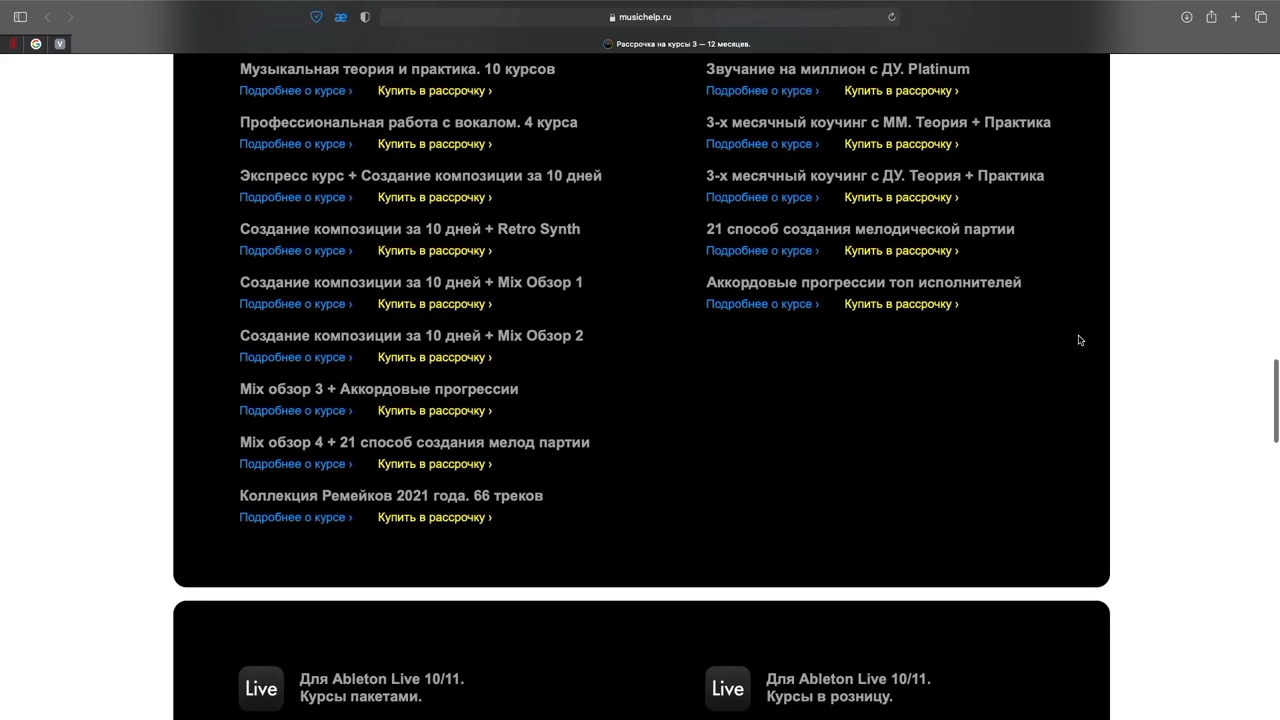 musichelp.ru
Рассрочка на курсы 3 — 12 месяцев.
Музыкальная теория и практика. 10 курсов
Подробнее о курсе › Купить в рассрочку ›
Профессиональная работа с вокалом. 4 курса
Подробнее о курсе › Купить в рассрочку ›
Экспресс курс + Создание композиции за 10 дней
Подробнее о курсе › Купить в рассрочку ›
Создание композиции за 10 дней + Retro Synth
Подробнее о курсе › Купить в рассрочку ›
Создание композиции за 10 дней + Mix Обзор 1
Подробнее о курсе › Купить в рассрочку ›
Создание композиции за 10 дней + Mix Обзор 2
Подробнее о курсе › Купить в рассрочку ›
Mix обзор 3 + Аккордовые прогрессии
Подробнее о курсе › Купить в рассрочку ›
Mix обзор 4 + 21 способ создания мелод партии
Подробнее о курсе › Купить в рассрочку ›
Коллекция Ремейков 2021 года. 66 треков
Подробнее о курсе › Купить в рассрочку ›
Звучание на миллион с ДУ. Platinum
Подробнее о курсе › Купить в рассрочку ›
3-х месячный коучинг с ММ. Теория + Практика
Подробнее о курсе › Купить в рассрочку ›
3-х месячный коучинг с ДУ. Теория + Практика
Подробнее о курсе › Купить в рассрочку ›
21 способ создания мелодической партии
Подробнее о курсе › Купить в рассрочку ›
Аккордовые прогрессии топ исполнителей
Подробнее о курсе › Купить в рассрочку ›
Live
Для Ableton Live 10/11.
Курсы пакетами.
Live
Для Ableton Live 10/11.
Курсы в розницу.